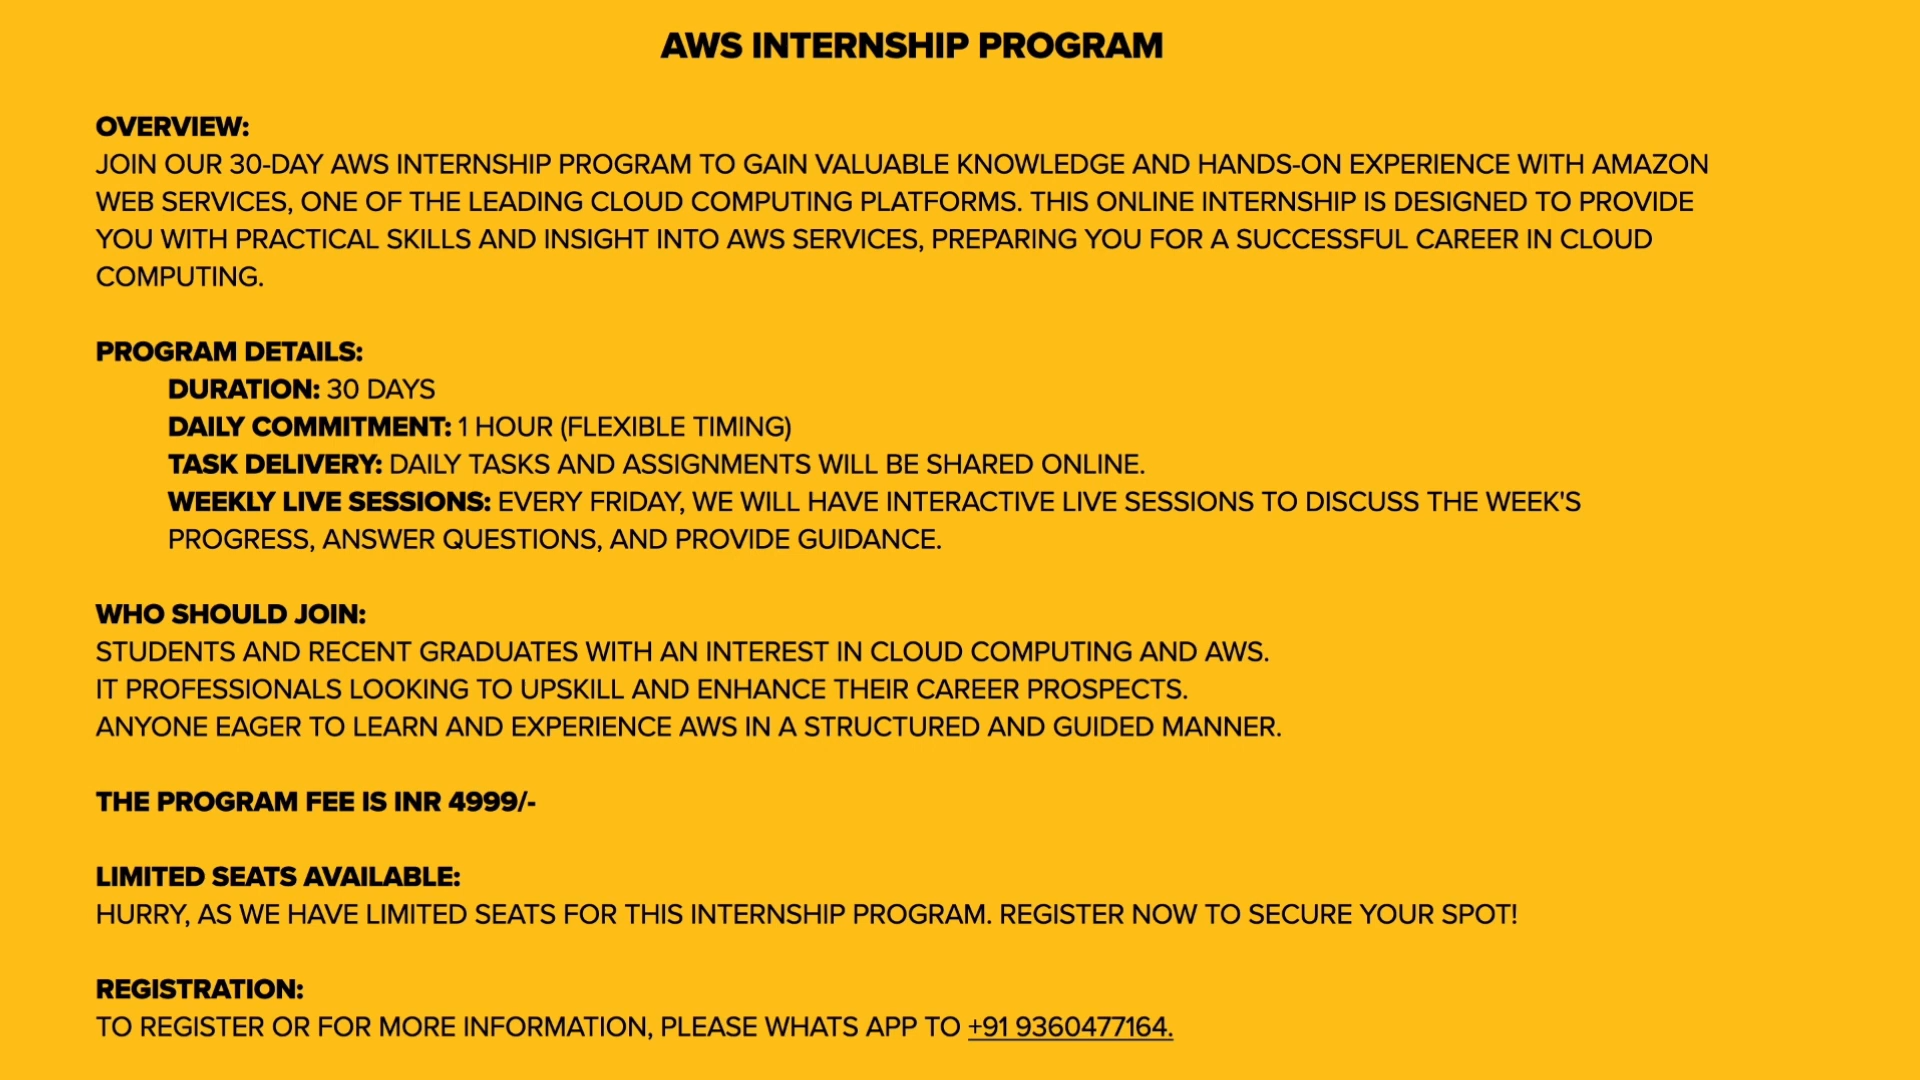 AWS INTERNSHIP PROGRAM
OVERVIEW:
JOIN OUR 30-DAY AWS INTERNSHIP PROGRAM TO GAIN VALUABLE KNOWLEDGE AND HANDS-ON EXPERIENCE WITH AMAZON
WEB SERVICES, ONE OF THE LEADING CLOUD COMPUTING PLATFORMS. THIS ONLINE INTERNSHIP IS DESIGNED TO PROVIDE
YOU WITH PRACTICAL SKILLS AND INSIGHT INTO AWS SERVICES, PREPARING YOU FOR A SUCCESSFUL CAREER IN CLOUD
COMPUTING.
PROGRAM DETAILS:
DURATION: 30 DAYS
DAILY COMMITMENT: 1 HOUR (FLEXIBLE TIMING)
TASK DELIVERY: DAILY TASKS AND ASSIGNMENTS WILL BE SHARED ONLINE.
WEEKLY LIVE SESSIONS: EVERY FRIDAY, WE WILL HAVE INTERACTIVE LIVE SESSIONS TO DISCUSS THE WEEK'S
PROGRESS, ANSWER QUESTIONS, AND PROVIDE GUIDANCE.
WHO SHOULD JOIN:
STUDENTS AND RECENT GRADUATES WITH AN INTEREST IN CLOUD COMPUTING AND AWS.
IT PROFESSIONALS LOOKING TO UPSKILL AND ENHANCE THEIR CAREER PROSPECTS.
ANYONE EAGER TO LEARN AND EXPERIENCE AWS IN A STRUCTURED AND GUIDED MANNER.
THE PROGRAM FEE IS INR 4999/-
LIMITED SEATS AVAILABLE:
HURRY, AS WE HAVE LIMITED SEATS FOR THIS INTERNSHIP PROGRAM. REGISTER NOW TO SECURE YOUR SPOT!
REGISTRATION:
TO REGISTER OR FOR MORE INFORMATION, PLEASE WHATS APP TO +91 9360477164.